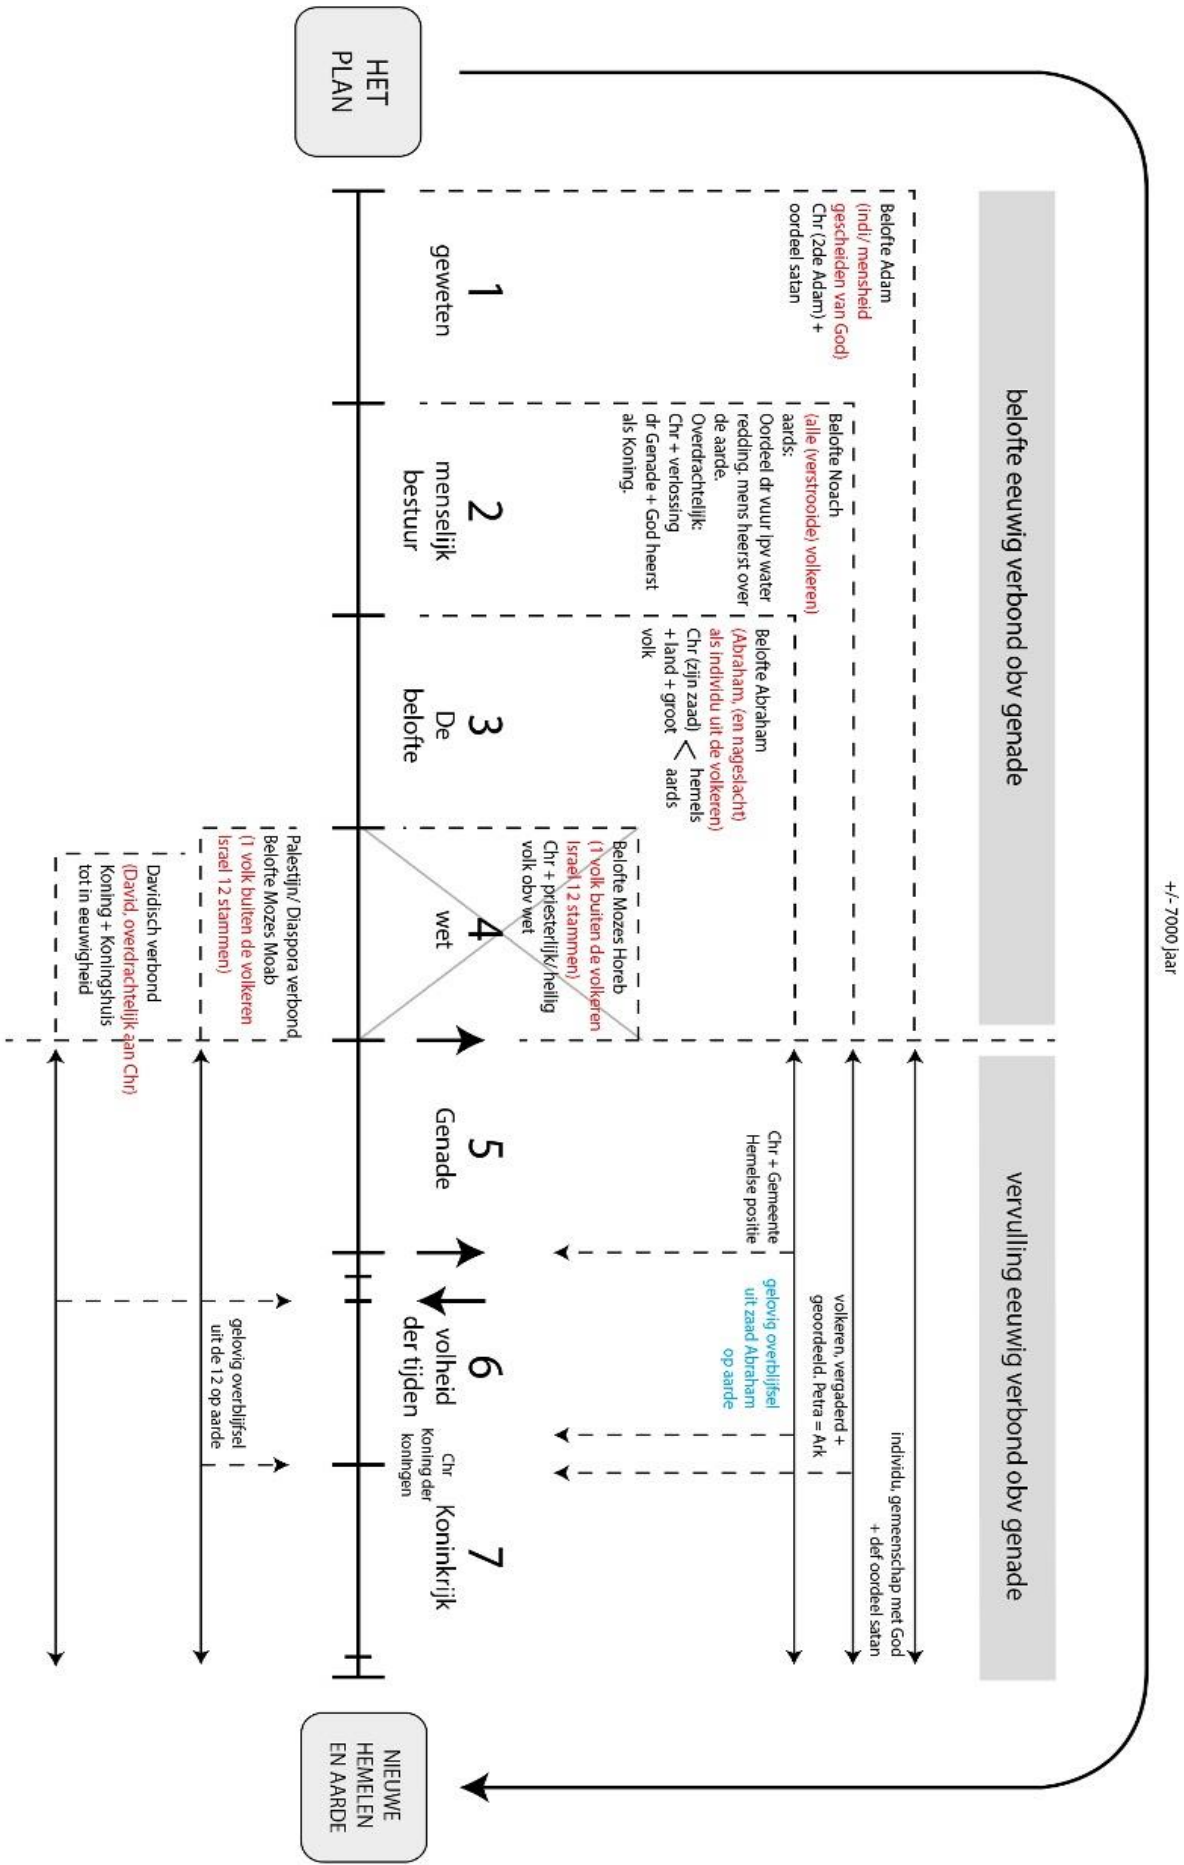 +/- 7000 jaar
belofte eeuwig verbond obv genade
vervulling eeuwig verbond obv genade
HET
PLAN
Belofte Adam
(indi/ mensheid
gescheiden van God)
Chr (2de Adam) +
oordeel satan
Belofte Noach
(alle (verstrooide) volkeren)
aards:
Oordeel dr vuur ipv water
redding. mens heerst over
de aarde.
Overdrachtelijk:
Chr + verlossing
dr Genade + God heerst
als Koning.
Belofte Abraham
(Abraham, (en nageslacht)
als individu uit de volkeren)
Chr (zijn zaad) < hemels
+ land + groot aards
volk
Belofte Mozes Horeb
(1 volk buiten de volkeren
Israel 12 stammen)
Chr + priesterlijk/ heilig
volk obv wet
individu, gemeenschap met God
+ def oordeel satan
volkeren, vergaderd +
geoordeeld. Petra = Ark
Chr + Gemeente
Hemelse positie
gelovig overblijfsel
uit zaad Abraham
op aarde
1
geweten
2
menselijk
bestuur
3
De
belofte
4
wet
5
Genade
6
volheid
der tijden
Chr
Koning der
koningen
7
Koninkrijk
NIEUWE
HEMELEN
EN AARDE
Palestijn/ Diaspora verbond
Belofte Mozes Moab
(1 volk buiten de volkeren
Israel 12 stammen)
gelovig overblijfsel
uit de 12 op aarde
Davidisch verbond
(David, overdrachtelijk aan Chr)
Koning + Koningshuis
tot in eeuwigheid